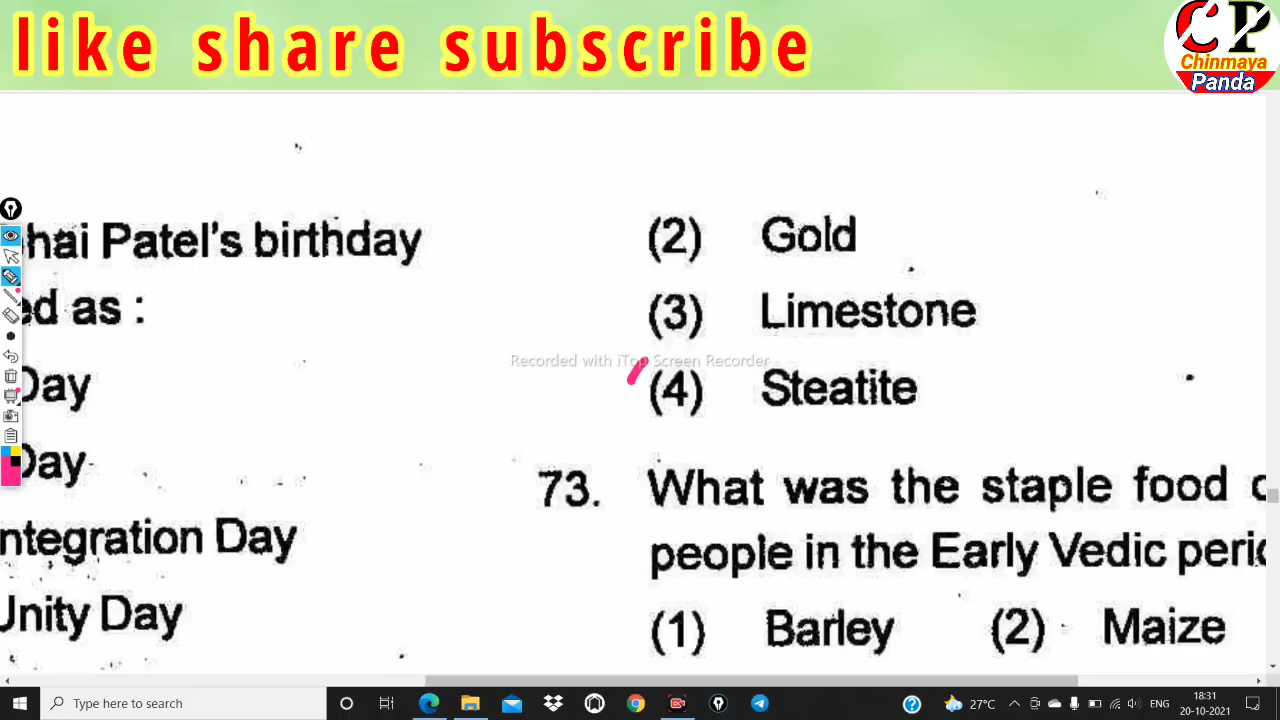 like share subscribe
CP
Chinmaya
Panda
hai Patel's birthday
ed as :
Day
Day
ntegration Day
Unity Day
(2) Gold
(3) Limestone
Recorded with iTop Screen Recorder
(4) Steatite
73. What was the staple food
people in the Early Vedic peri
(1) Barley (2) Maize
Type here to search
27°C
ENG
18:31
20-10-2021